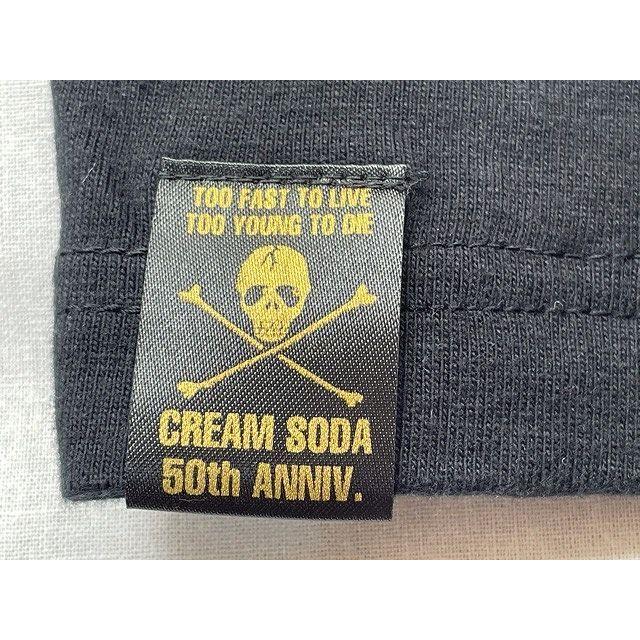 TOO FAST TO LIVE
TOO YOUNG TO DIE
CREAM SODA
50th ANNIV.